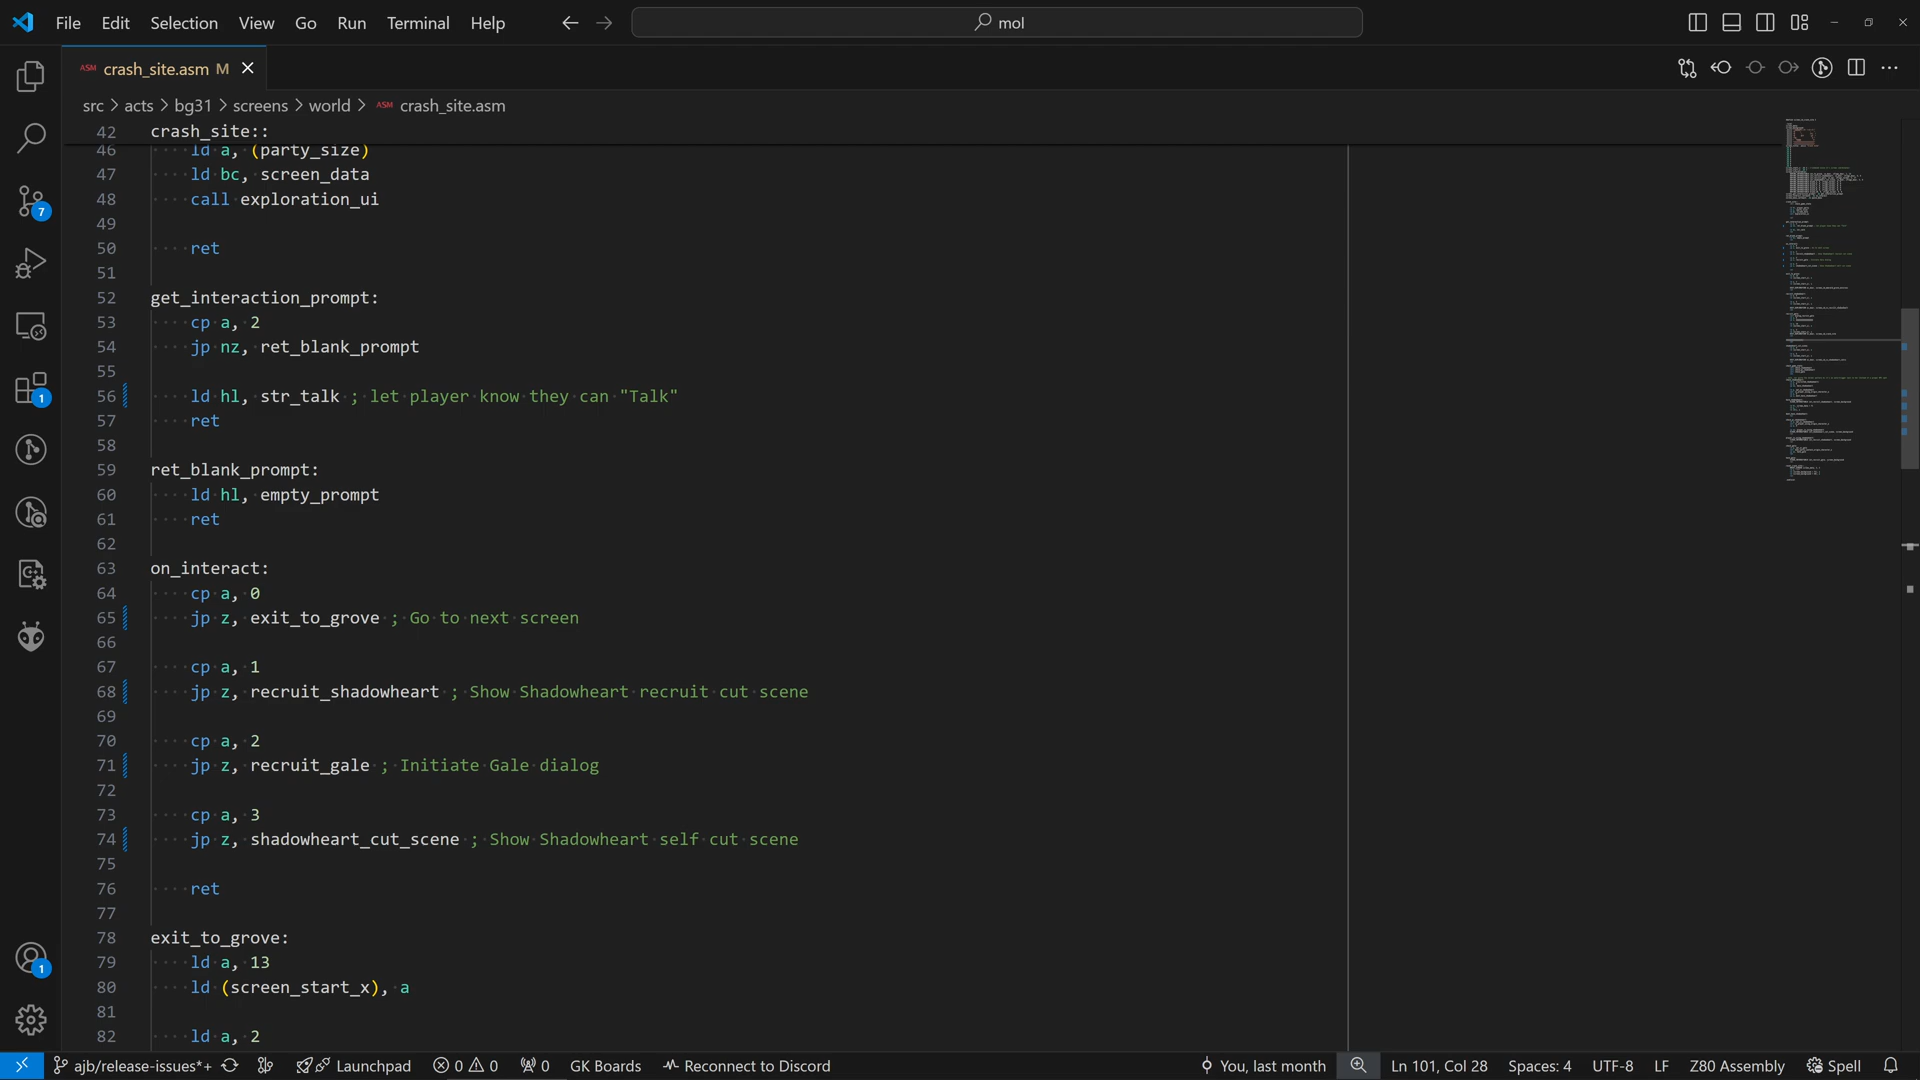 File Edit Selection View Go Run Terminal Help mol
ASM crash_site.asm M
src > acts > bg31 > screens > world > ASM crash_site.asm
42 crash_site::
46 ld a, (party_size)
47 ld bc, screen_data
48 call exploration_ui
49
50 ret
51
52 get_interaction_prompt:
53 cp a, 2
54 jp nz, ret_blank_prompt
55
56 ld hl, str_talk ; let player know they can "Talk"
57 ret
58
59 ret_blank_prompt:
60 ld hl, empty_prompt
61 ret
62
63 on_interact:
64 cp a, 0
65 jp z, exit_to_grove ; Go to next screen
66
67 cp a, 1
68 jp z, recruit_shadowheart ; Show Shadowheart recruit cut scene
69
70 cp a, 2
71 jp z, recruit_gale ; Initiate Gale dialog
72
73 cp a, 3
74 jp z, shadowheart_cut_scene ; Show Shadowheart self cut scene
75
76 ret
77
78 exit_to_grove:
79 ld a, 13
80 ld (screen_start_x), a
81
82 ld a, 2
7
1
1
ajb/release-issues*+ Launchpad 0 0 0 GK Boards Reconnect to Discord You, last month Ln 101, Col 28 Spaces: 4 UTF-8 LF Z80 Assembly Spell